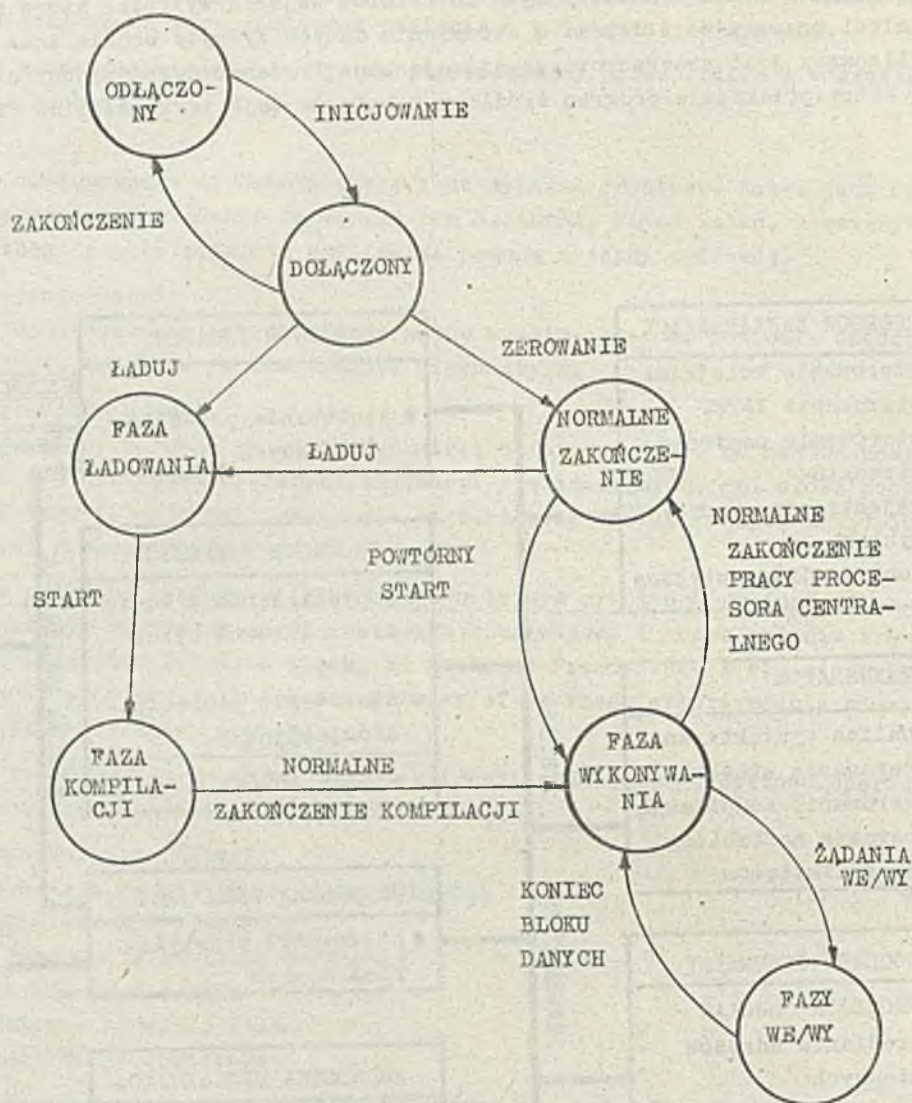 ODŁĄCZO-
NY
INICJOWANIE
ZAKOŃCZENIE
DOŁĄCZONY
ZEROWANIE
ŁADUJ
FAZA
ŁADOWANIA
ŁADUJ
NORMALNE
ZAKOŃCZE-
NIE
POWTÓRNY
START
NORMALNE
ZAKOŃCZENIE
PRACY PROCE-
SORA CENTRA-
LNEGO
START
FAZA
KOMPILA-
CJI
NORMALNE
ZAKOŃCZENIE KOMPILACJI
FAZA
WYKONYWA-
NIA
ŻĄDANIA
WE/WY
KONIEC
BLOKU
DANYCH
FAZY
WE/WY